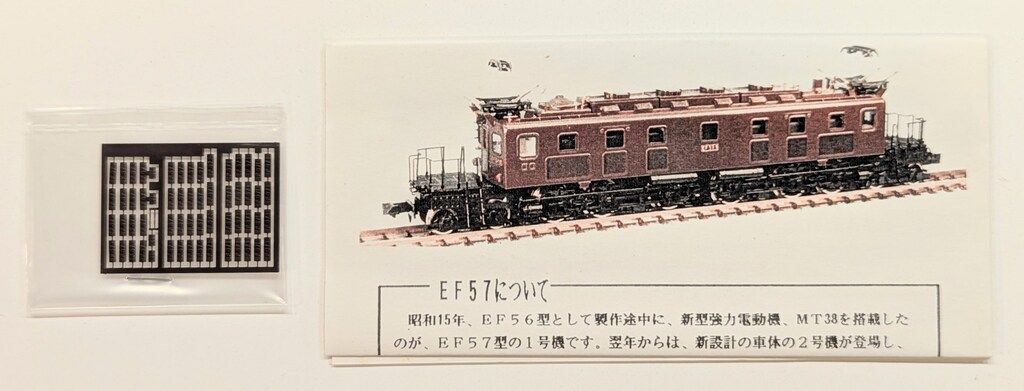 EF57について
昭和15年、EF56型として製作途中に、新型強力電動機、MT38を搭載した
のが、EF57型の1号機です。翌年からは、新設計の車体の2号機が登場し、